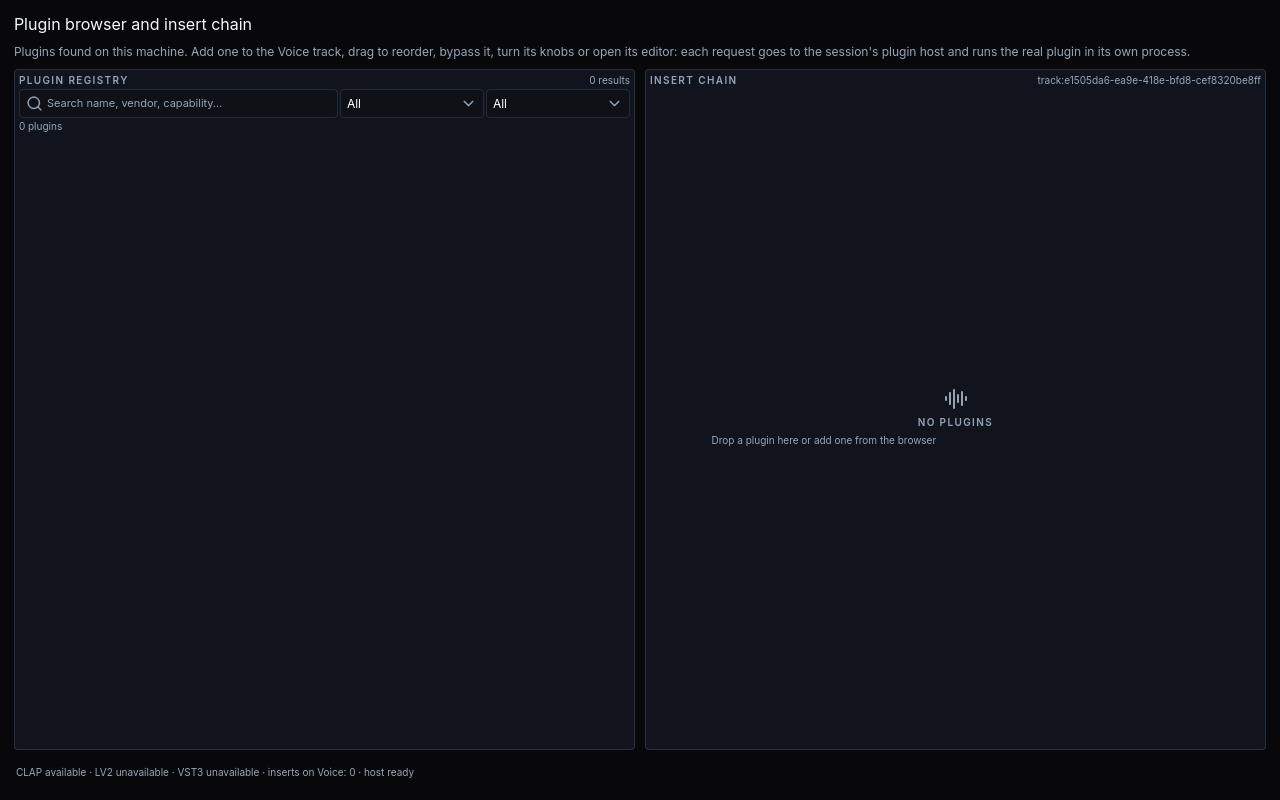 Plugin browser and insert chain
Plugins found on this machine. Add one to the Voice track, drag to reorder, bypass it, turn its knobs or open its editor: each request goes to the session's plugin host and runs the real plugin in its own process.
PLUGIN REGISTRY
0 results
Search name, vendor, capability...
All
All
0 plugins
INSERT CHAIN
track:e1505da6-ea9e-418e-bfd8-cef8320be8ff
NO PLUGINS
Drop a plugin here or add one from the browser
CLAP available · LV2 unavailable · VST3 unavailable · inserts on Voice: 0 · host ready